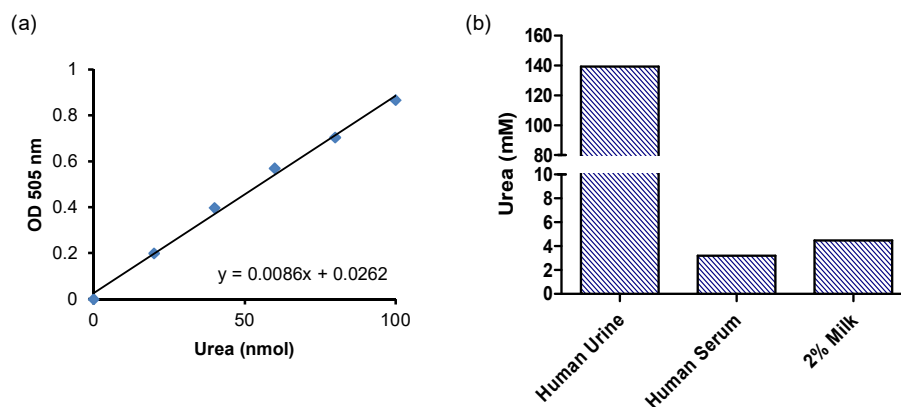 (a)
1
0.8
0.6
0.4
0.2
0
0
50
100
OD 505 nm
Urea (nmol)
y = 0.0086x + 0.0262
(b)
160
140
120
100
80
10
8
6
4
2
0
Urea (mM)
Human Urine
Human Serum
2% Milk